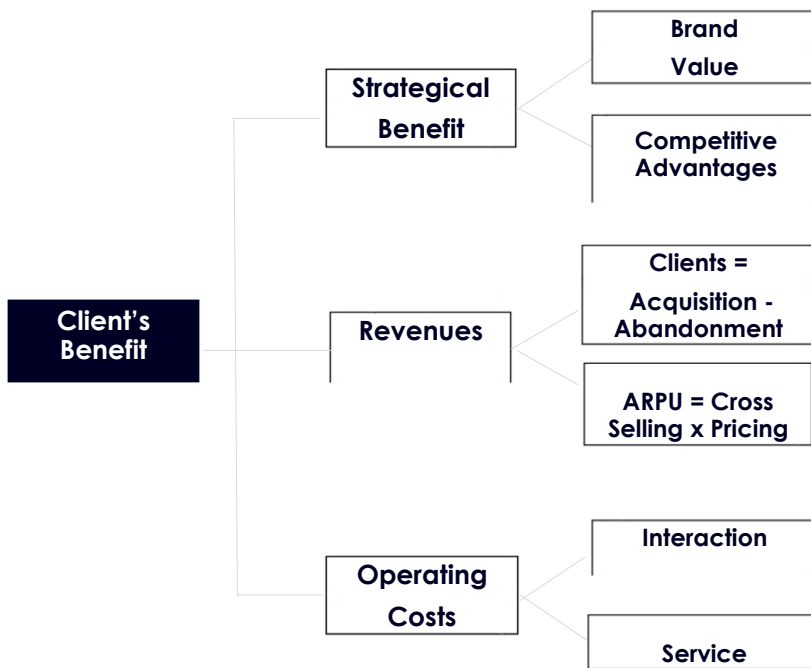 Brand
Value
Strategical
Benefit
Competitive
Advantages
Clients =
Acquisition -
Abandonment
Client's
Benefit
Revenues
ARPU = Cross
Selling x Pricing
Interaction
Operating
Costs
Service